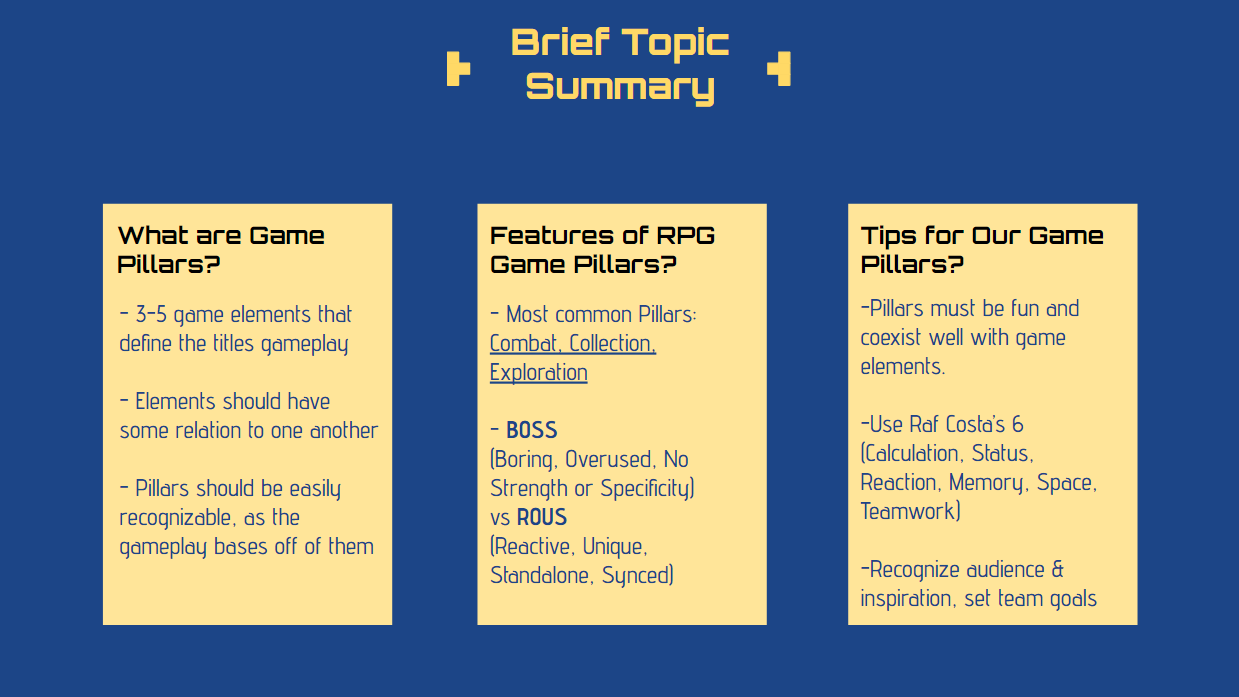 Brief Topic
Summary
What are Game
Pillars?
- 3-5 game elements that
define the titles gameplay
- Elements should have
some relation to one another
- Pillars should be easily
recognizable, as the
gameplay bases off of them
Features of RPG
Game Pillars?
- Most common Pillars:
Combat, Collection,
Exploration
- BOSS
(Boring, Overused, No
Strength or Specificity)
vs ROUS
(Reactive, Unique,
Standalone, Synced)
Tips for Our Game
Pillars?
-Pillars must be fun and
coexist well with game
elements.
-Use Raf Costa's 6
(Calculation, Status,
Reaction, Memory, Space,
Teamwork)
-Recognize audience &
inspiration, set team goals